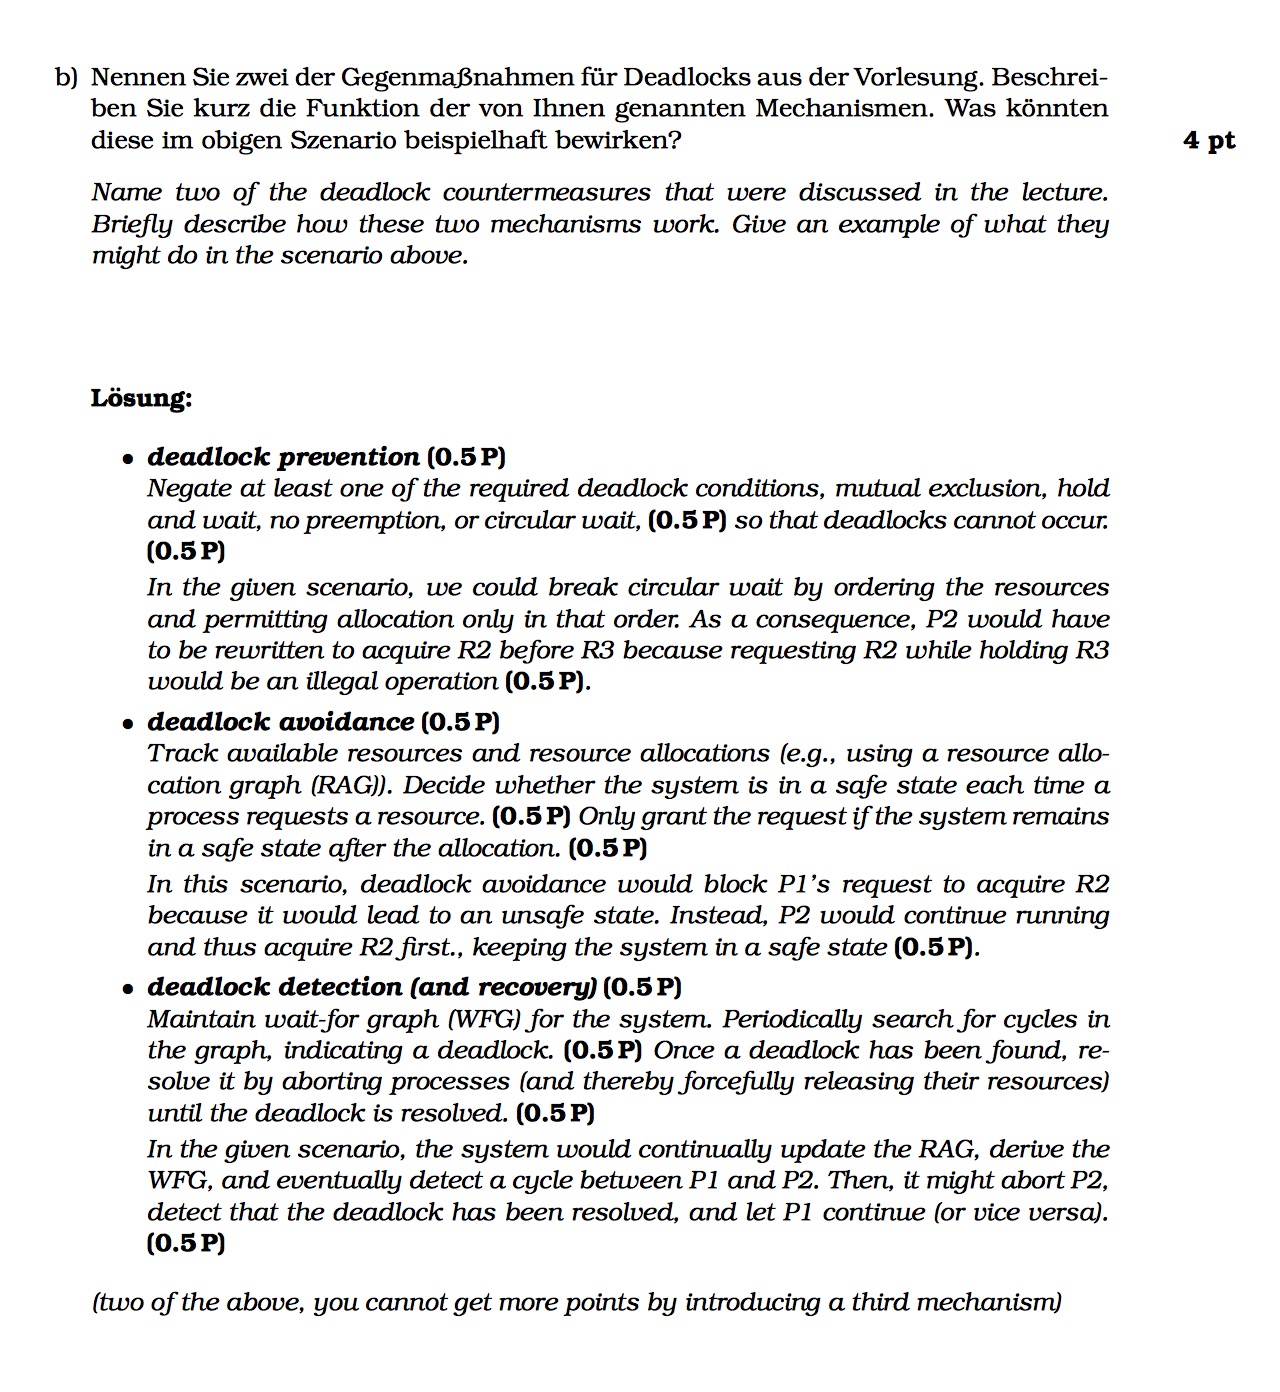 b) Nennen Sie zwei der Gegenmaßnahmen für Deadlocks aus der Vorlesung. Beschrei-
ben Sie kurz die Funktion der von Ihnen genannten Mechanismen. Was könnten
diese im obigen Szenario beispielhaft bewirken?
4 pt
Name two of the deadlock countermeasures that were discussed in the lecture.
Briefly describe how these two mechanisms work. Give an example of what they
might do in the scenario above.
Lösung:
• deadlock prevention (0.5 P)
Negate at least one of the required deadlock conditions, mutual exclusion, hold
and wait, no preemption, or circular wait, (0.5 P) so that deadlocks cannot occur.
(0.5 P)
In the given scenario, we could break circular wait by ordering the resources
and permitting allocation only in that order. As a consequence, P2 would have
to be rewritten to acquire R2 before R3 because requesting R2 while holding R3
would be an illegal operation (0.5 P).
• deadlock avoidance (0.5 P)
Track available resources and resource allocations (e.g., using a resource allo-
cation graph (RAG)). Decide whether the system is in a safe state each time a
process requests a resource. (0.5 P) Only grant the request if the system remains
in a safe state after the allocation. (0.5 P)
In this scenario, deadlock avoidance would block P1's request to acquire R2
because it would lead to an unsafe state. Instead, P2 would continue running
and thus acquire R2 first., keeping the system in a safe state (0.5 P).
• deadlock detection (and recovery) (0.5 P)
Maintain wait-for graph (WFG) for the system. Periodically search for cycles in
the graph, indicating a deadlock. (0.5 P) Once a deadlock has been found, re-
solve it by aborting processes (and thereby forcefully releasing their resources)
until the deadlock is resolved. (0.5 P)
In the given scenario, the system would continually update the RAG, derive the
WFG, and eventually detect a cycle between P1 and P2. Then, it might abort P2,
detect that the deadlock has been resolved, and let P1 continue (or vice versa).
(0.5 P)
(two of the above, you cannot get more points by introducing a third mechanism)